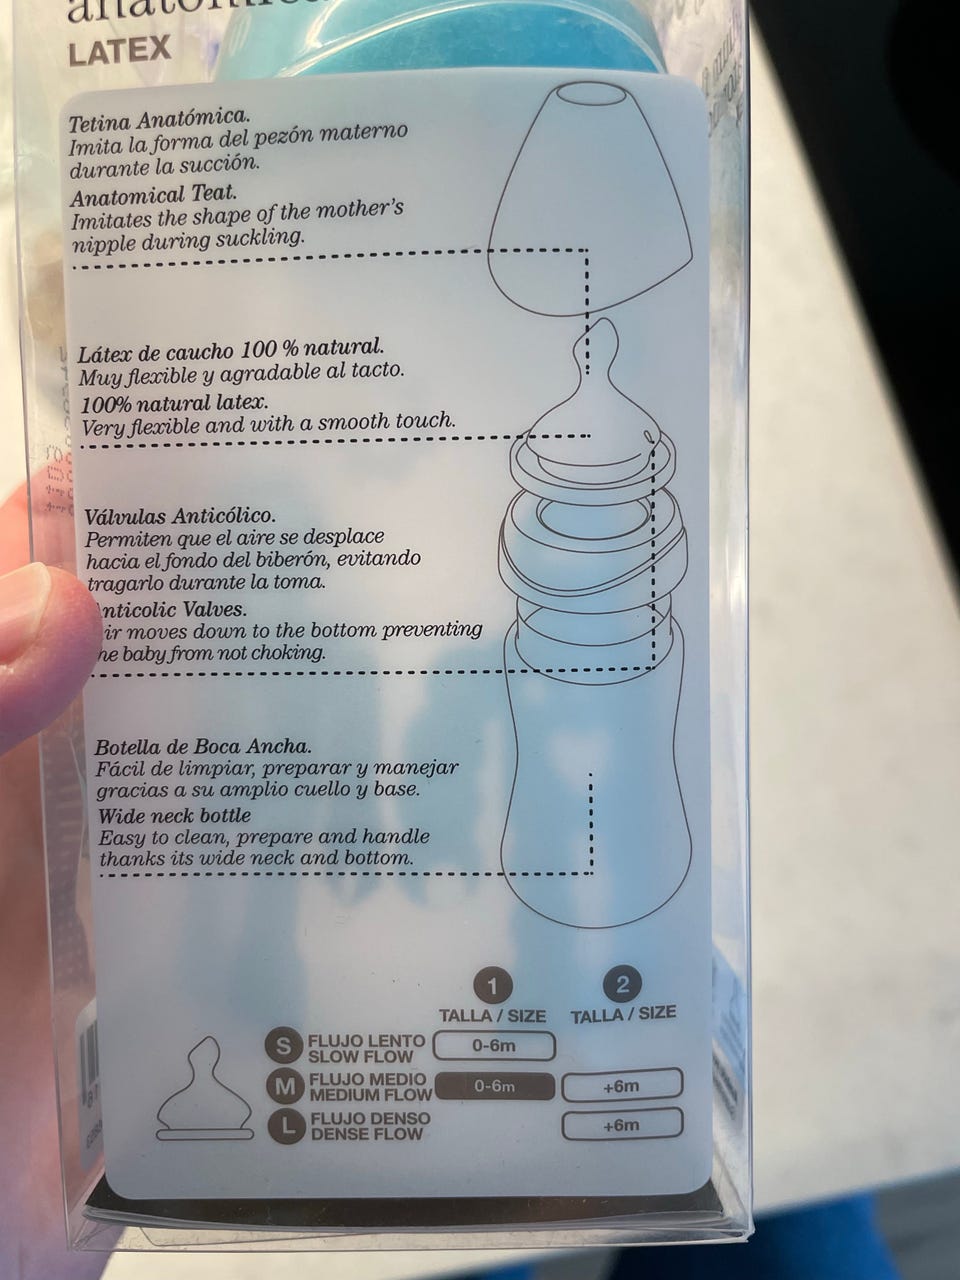 LATEX
Tetina Anatómica.
Imita la forma del pezón materno
durante la succión.
Anatomical Teat.
Imitates the shape of the mother's
nipple during suckling.
Látex de caucho 100 % natural.
Muy flexible y agradable al tacto.
100% natural latex.
Very flexible and with a smooth touch.
Válvulas Anticólico.
Permiten que el aire se desplace
hacia el fondo del biberón, evitando
tragarlo durante la toma.
Anticolic Valves.
ir moves down to the bottom preventing
he baby from not choking.
Botella de Boca Ancha.
Fácil de limpiar, preparar y manejar
gracias a su amplio cuello y base.
Wide neck bottle
Easy to clean, prepare and handle
thanks its wide neck and bottom.
1 2
TALLA / SIZE TALLA / SIZE
S FLUJO LENTO
SLOW FLOW 0-6m
M FLUJO MEDIO
MEDIUM FLOW 0-6m +6m
L FLUJO DENSO
DENSE FLOW +6m